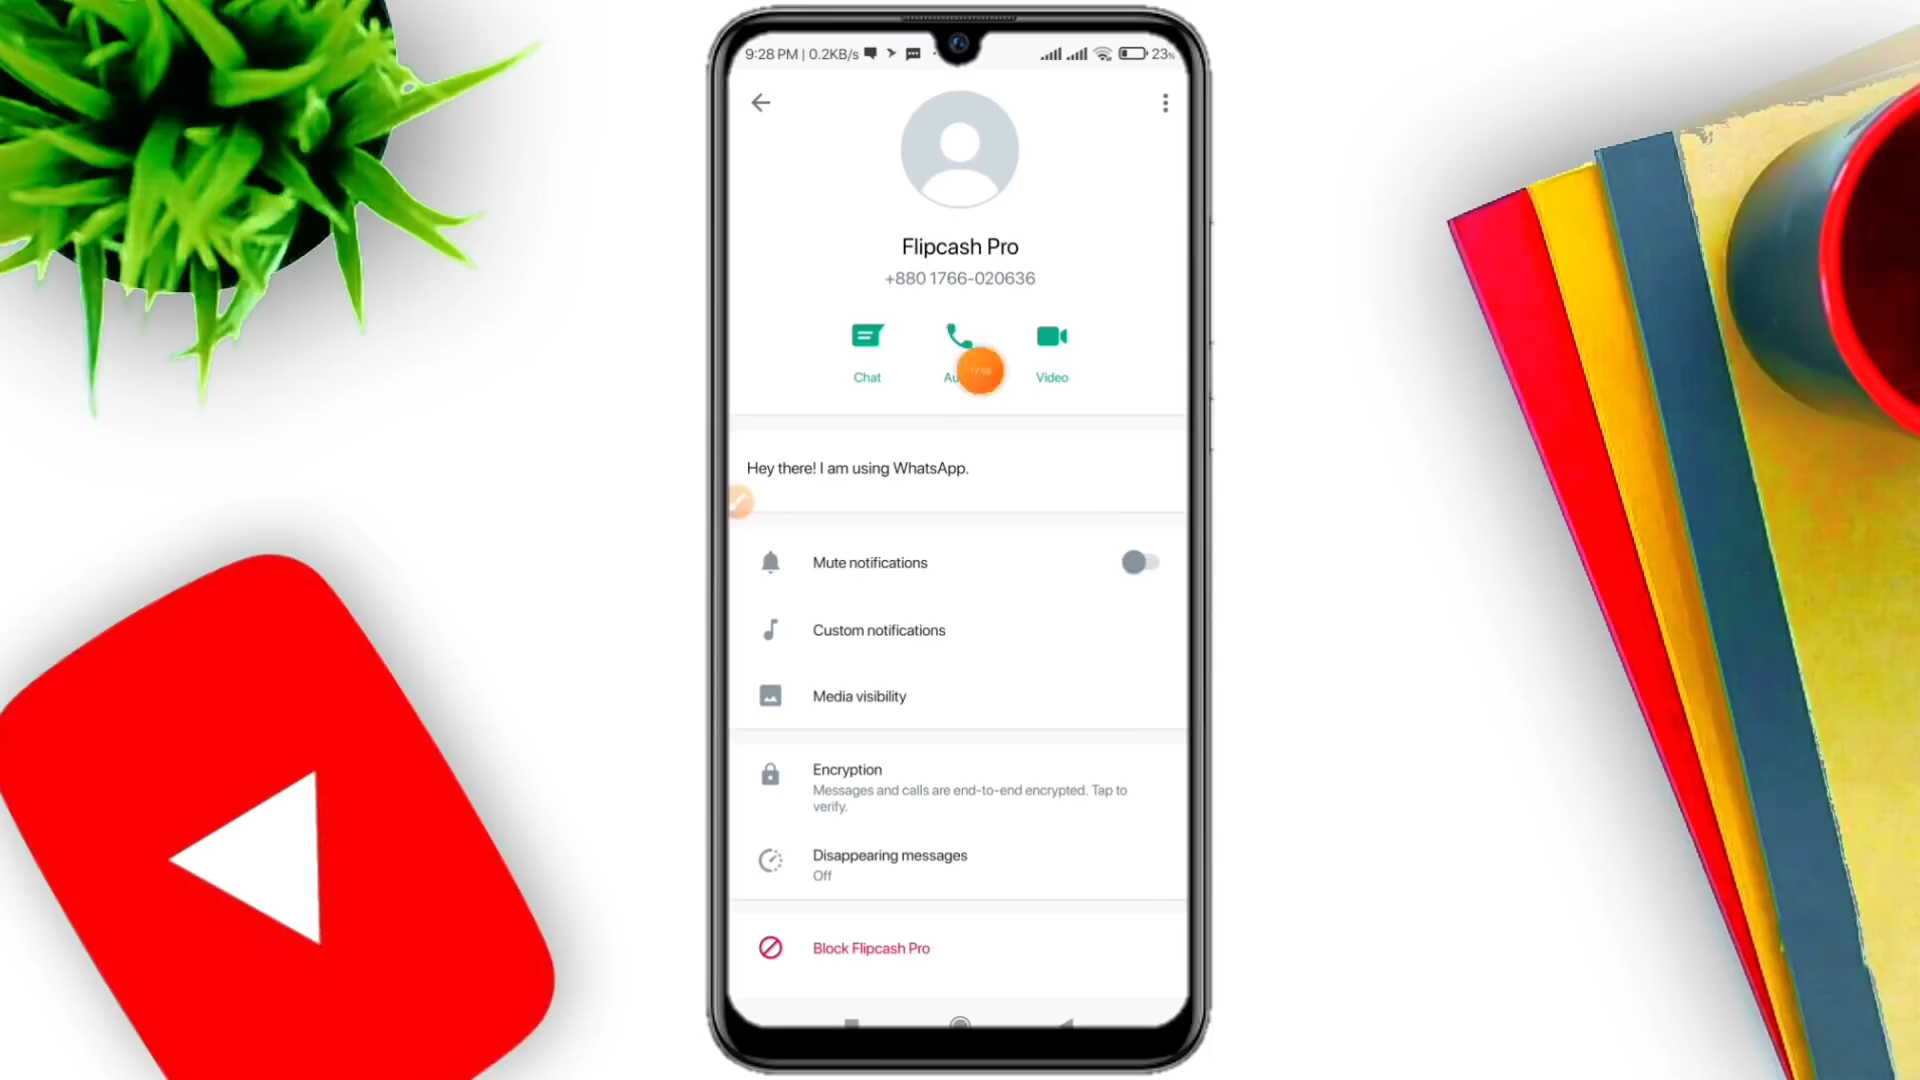 9:28 PM | 0.2KB/s
23%
Flipcash Pro
+880 1766-020636
Chat
Au
Video
Hey there! I am using WhatsApp.
Mute notifications
Custom notifications
Media visibility
Encryption
Messages and calls are end-to-end encrypted. Tap to
verify.
Disappearing messages
Off
Block Flipcash Pro